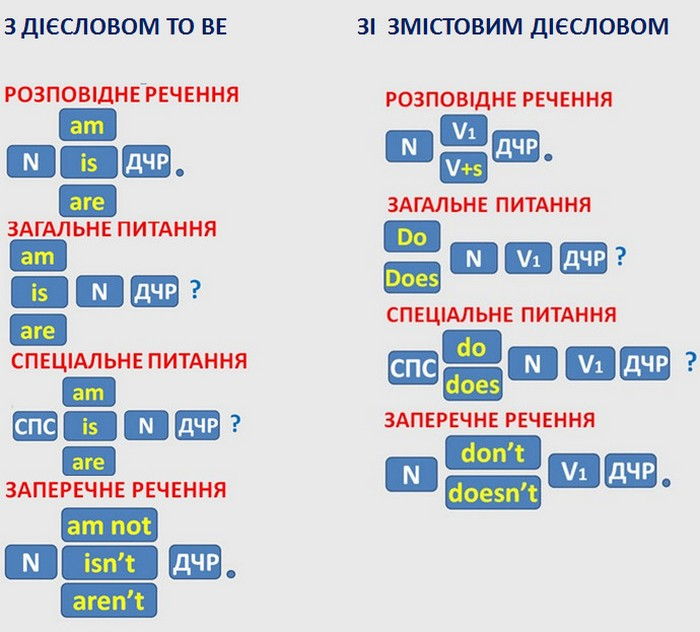 З ДІЄСЛОВОМ TO BE
РОЗПОВІДНЕ РЕЧЕННЯ
am
N is ДЧР .
are
ЗАГАЛЬНЕ ПИТАННЯ
am
is N ДЧР ?
are
СПЕЦІАЛЬНЕ ПИТАННЯ
am
СПС is N ДЧР ?
are
ЗАПЕРЕЧНЕ РЕЧЕННЯ
am not
N isn't ДЧР .
aren't
ЗІ ЗМІСТОВИМ ДІЄСЛОВОМ
РОЗПОВІДНЕ РЕЧЕННЯ
V1
N ДЧР .
V+s
ЗАГАЛЬНЕ ПИТАННЯ
Do
N V1 ДЧР ?
Does
СПЕЦІАЛЬНЕ ПИТАННЯ
do
СПС N V1 ДЧР ?
does
ЗАПЕРЕЧНЕ РЕЧЕННЯ
don't
N V1 ДЧР .
doesn't